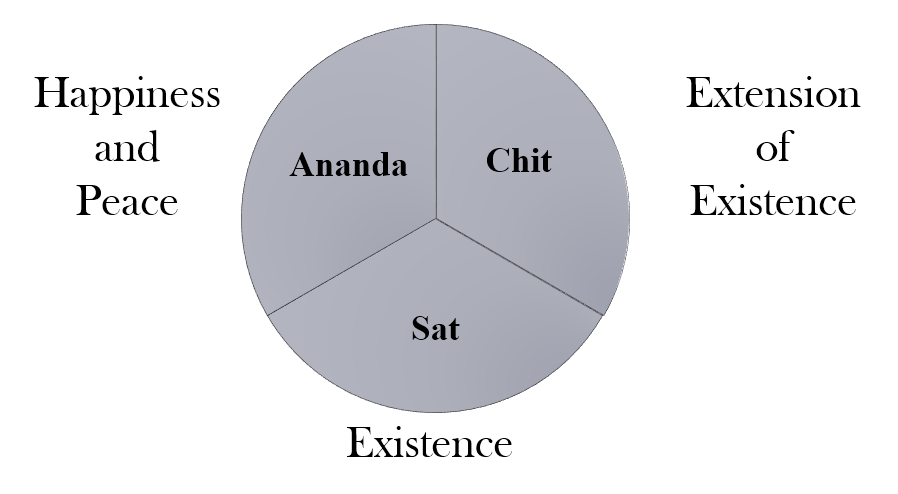 Happiness
and
Peace
Ananda
Chit
Extension
of
Existence
Sat
Existence